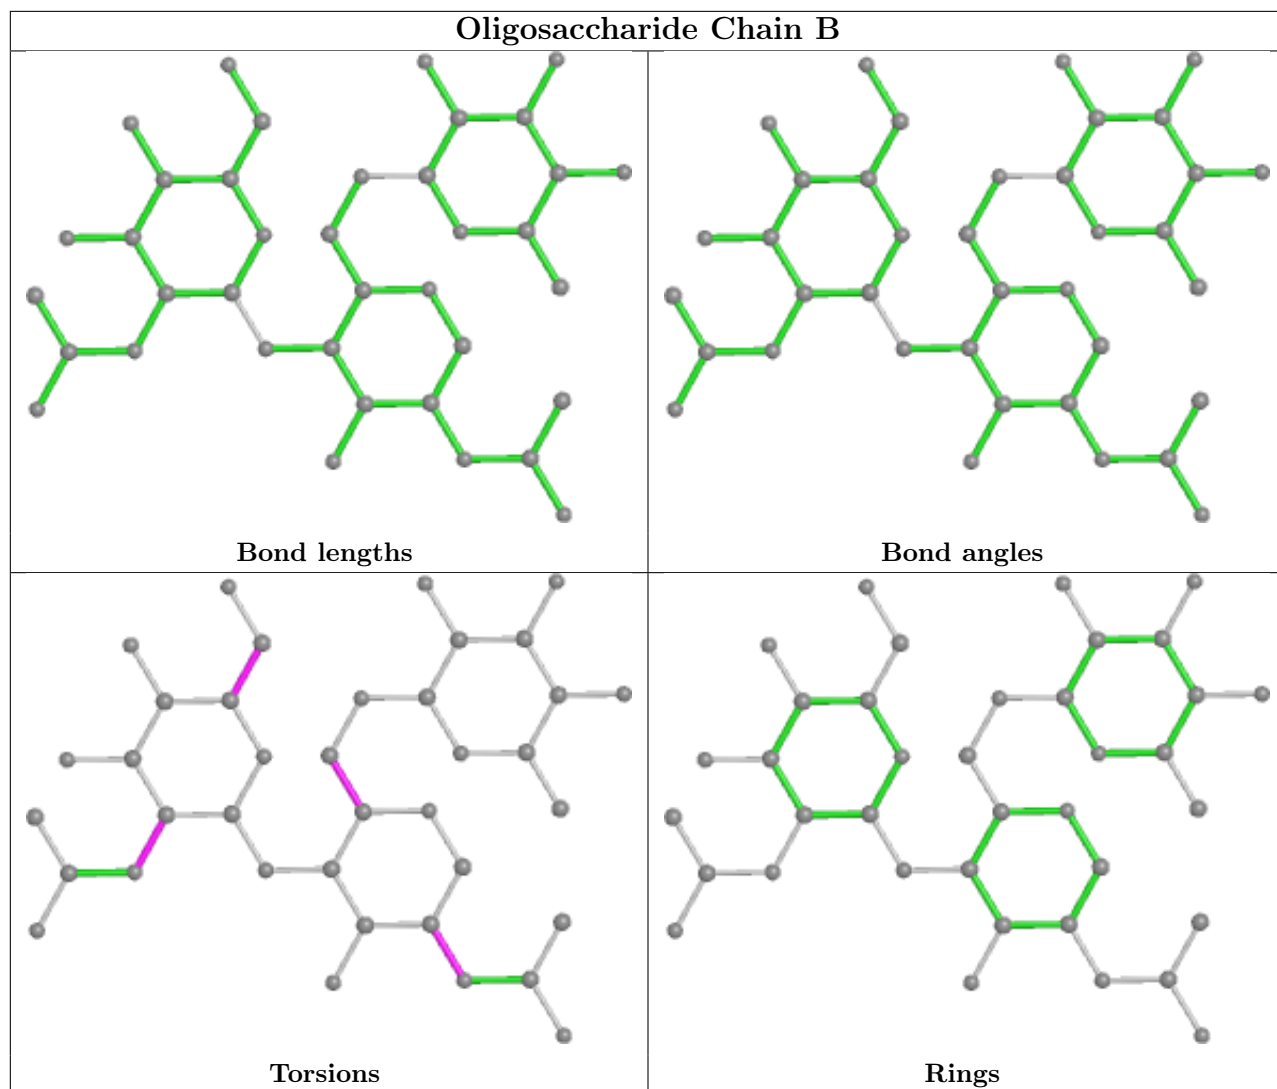 Oligosaccharide Chain B
Bond lengths
Bond angles
Torsions
Rings